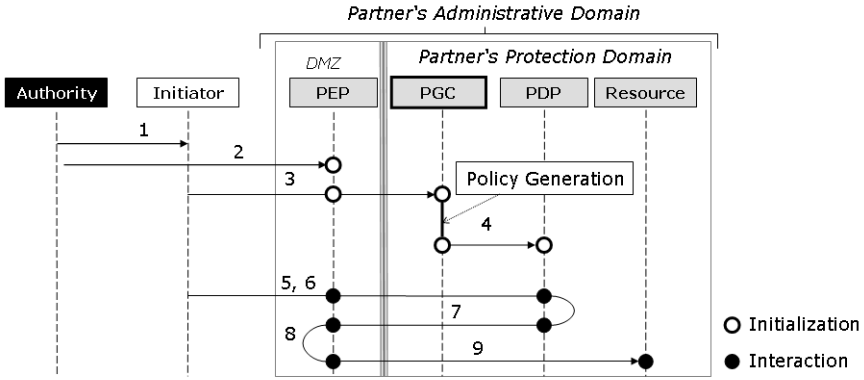 Partner's Administrative Domain
DMZ
Partner's Protection Domain
Authority
Initiator
PEP
PGC
PDP
Resource
1
2
3
Policy Generation
4
5, 6
7
8
9
Initialization
Interaction